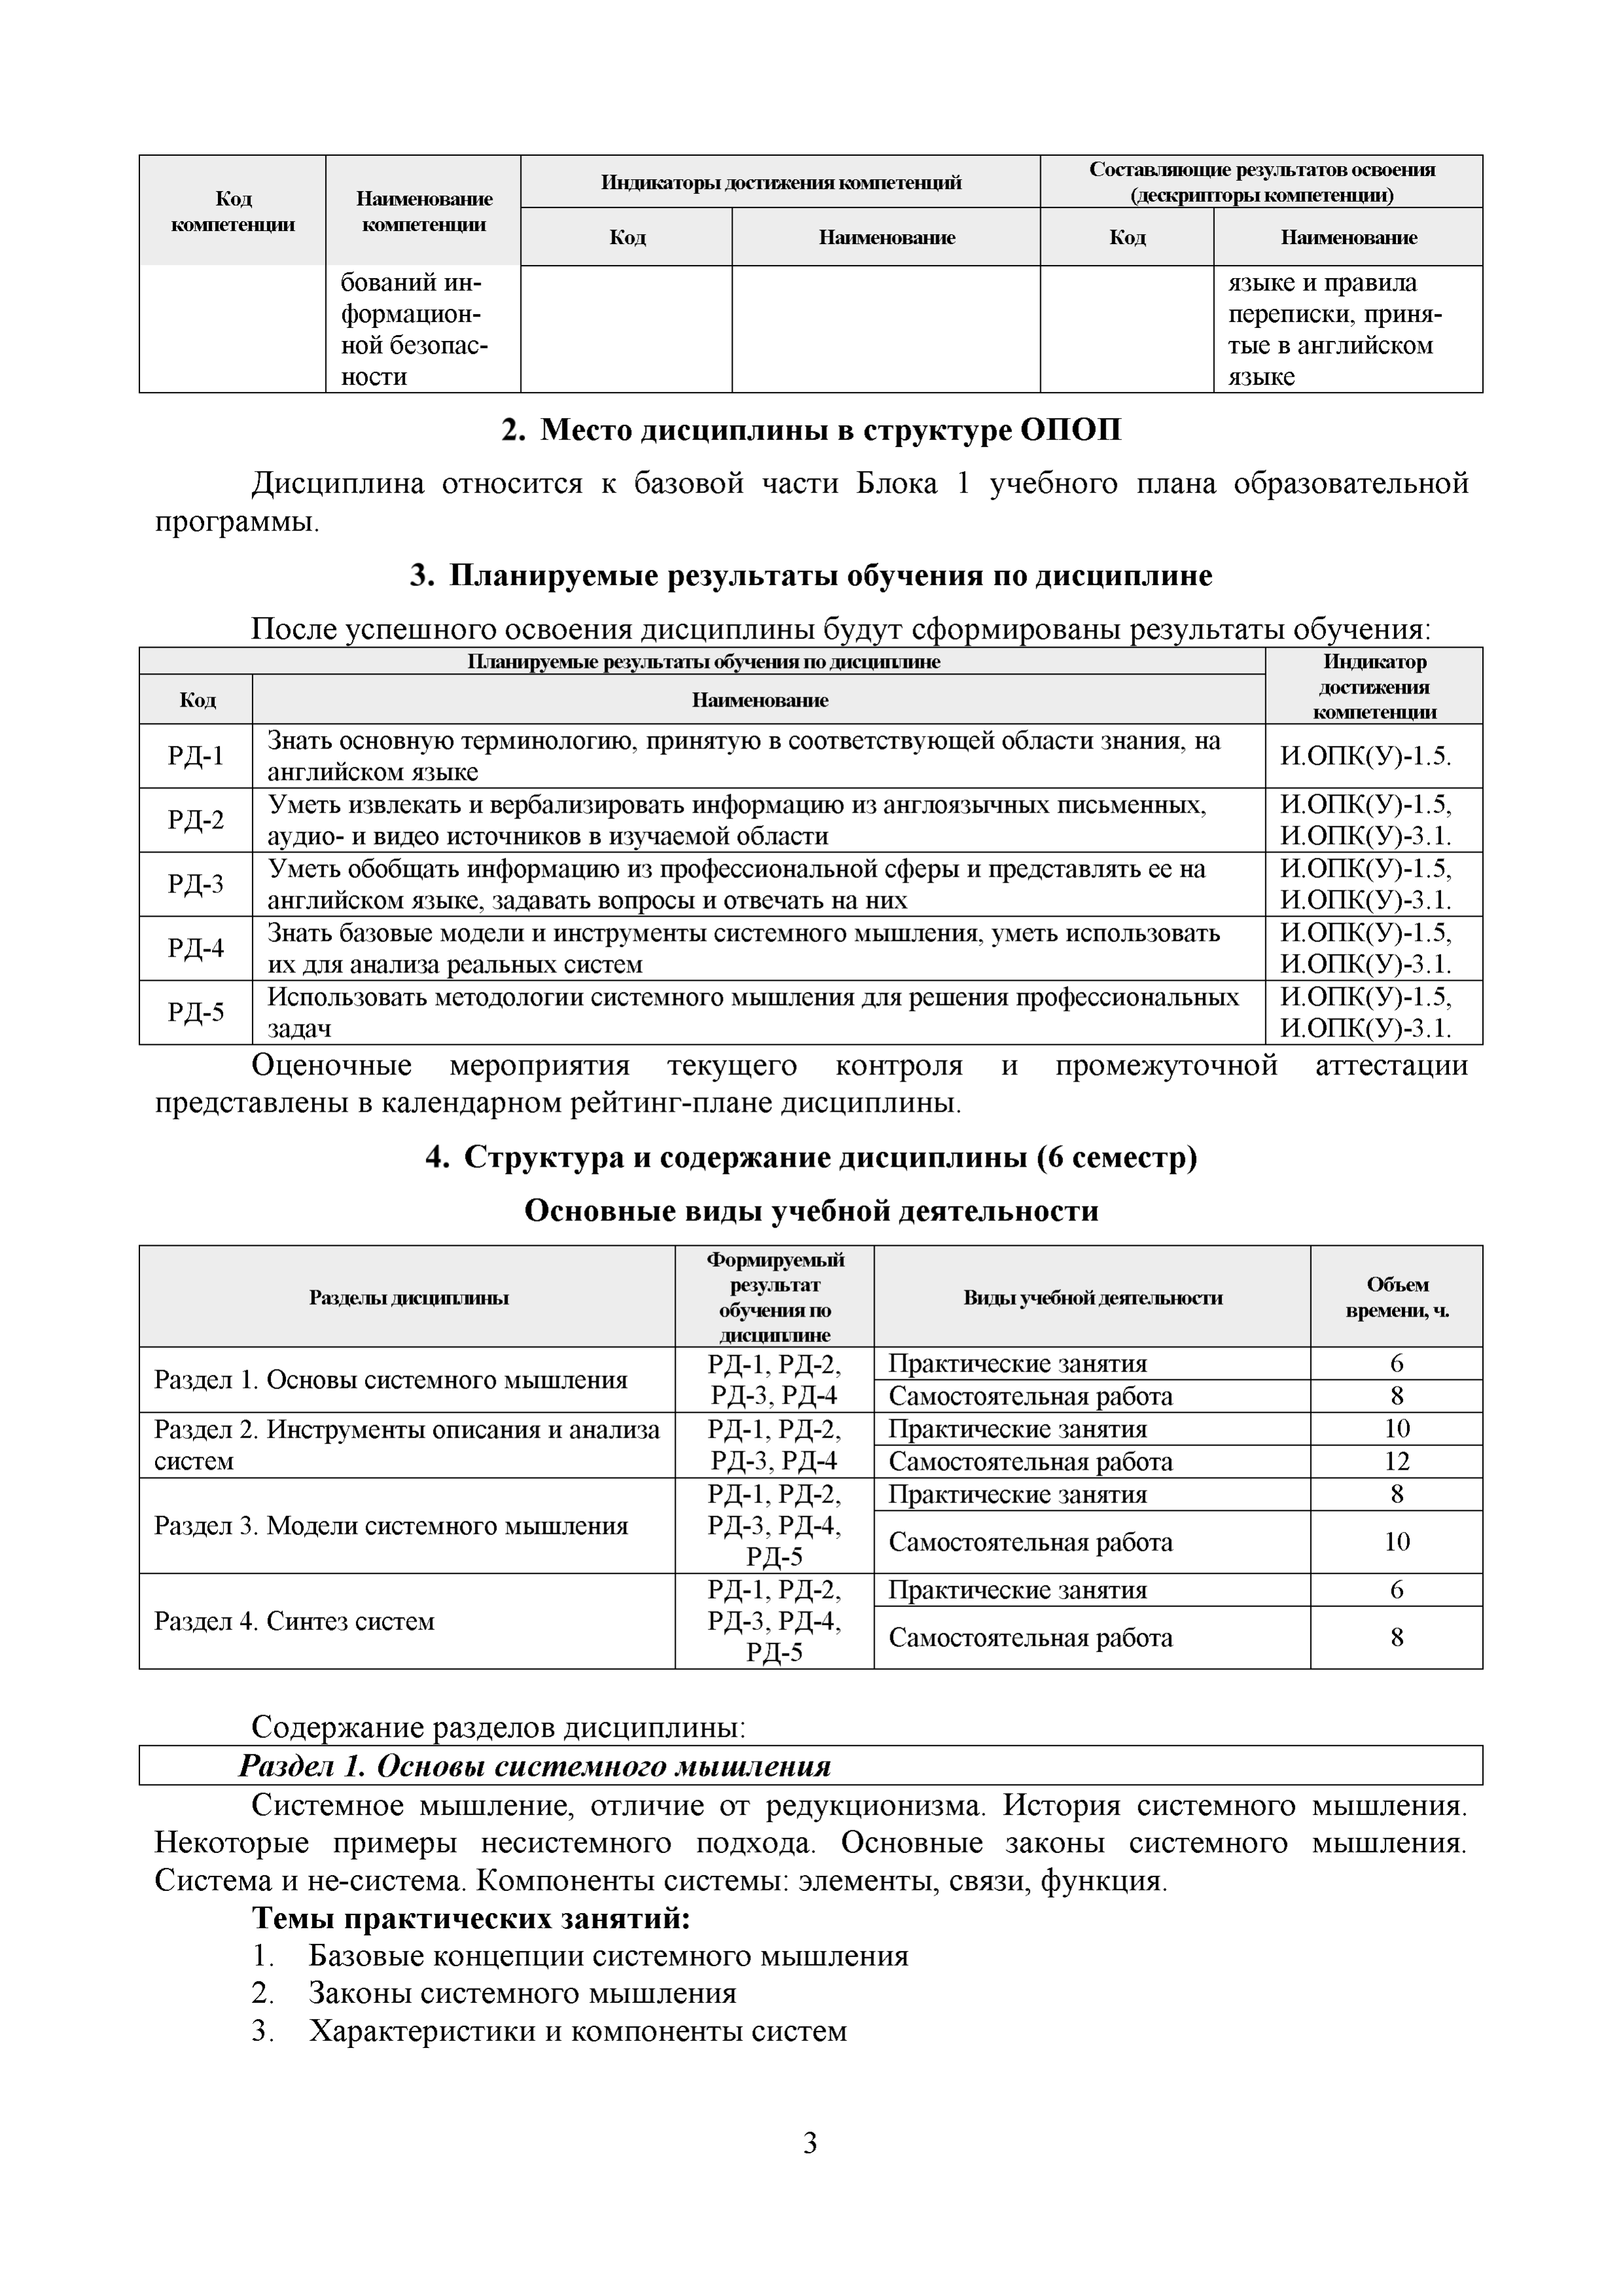 Код
компетенции
Наименование
компетенции
Индикаторы достижения компетенций
Составляющие результатов освоения
(дескрипторы компетенции)
Код
Наименование
Код
Наименование
бований ин-
формацион-
ной безопас-
ности
языке и правила
переписки, приня-
тые в английском
языке
2. Место дисциплины в структуре ОПОП
Дисциплина относится к базовой части Блока 1 учебного плана образовательной
программы.
3. Планируемые результаты обучения по дисциплине
После успешного освоения дисциплины будут сформированы результаты обучения:
Планируемые результаты обучения по дисциплине
Индикатор
достижения
компетенции
Код
Наименование
РД-1
Знать основную терминологию, принятую в соответствующей области знания, на
английском языке
И.ОПК(У)-1.5.
РД-2
Уметь извлекать и вербализировать информацию из англоязычных письменных,
аудио- и видео источников в изучаемой области
И.ОПК(У)-1.5,
И.ОПК(У)-3.1.
РД-3
Уметь обобщать информацию из профессиональной сферы и представлять ее на
английском языке, задавать вопросы и отвечать на них
И.ОПК(У)-1.5,
И.ОПК(У)-3.1.
РД-4
Знать базовые модели и инструменты системного мышления, уметь использовать
их для анализа реальных систем
И.ОПК(У)-1.5,
И.ОПК(У)-3.1.
РД-5
Использовать методологии системного мышления для решения профессиональных
задач
И.ОПК(У)-1.5,
И.ОПК(У)-3.1.
Оценочные мероприятия текущего контроля и промежуточной аттестации
представлены в календарном рейтинг-плане дисциплины.
4. Структура и содержание дисциплины (6 семестр)
Основные виды учебной деятельности
Разделы дисциплины
Формируемый
результат
обучения по
дисциплине
Виды учебной деятельности
Объем
времени, ч.
Раздел 1. Основы системного мышления
РД-1, РД-2,
РД-3, РД-4
Практические занятия
6
Самостоятельная работа
8
Раздел 2. Инструменты описания и анализа
систем
РД-1, РД-2,
РД-3, РД-4
Практические занятия
10
Самостоятельная работа
12
Раздел 3. Модели системного мышления
РД-1, РД-2,
РД-3, РД-4,
РД-5
Практические занятия
8
Самостоятельная работа
10
Раздел 4. Синтез систем
РД-1, РД-2,
РД-3, РД-4,
РД-5
Практические занятия
6
Самостоятельная работа
8
Содержание разделов дисциплины:
Раздел 1. Основы системного мышления
Системное мышление, отличие от редукционизма. История системного мышления.
Некоторые примеры несистемного подхода. Основные законы системного мышления.
Система и не-система. Компоненты системы: элементы, связи, функция.
Темы практических занятий:
1. Базовые концепции системного мышления
2. Законы системного мышления
3. Характеристики и компоненты систем
3